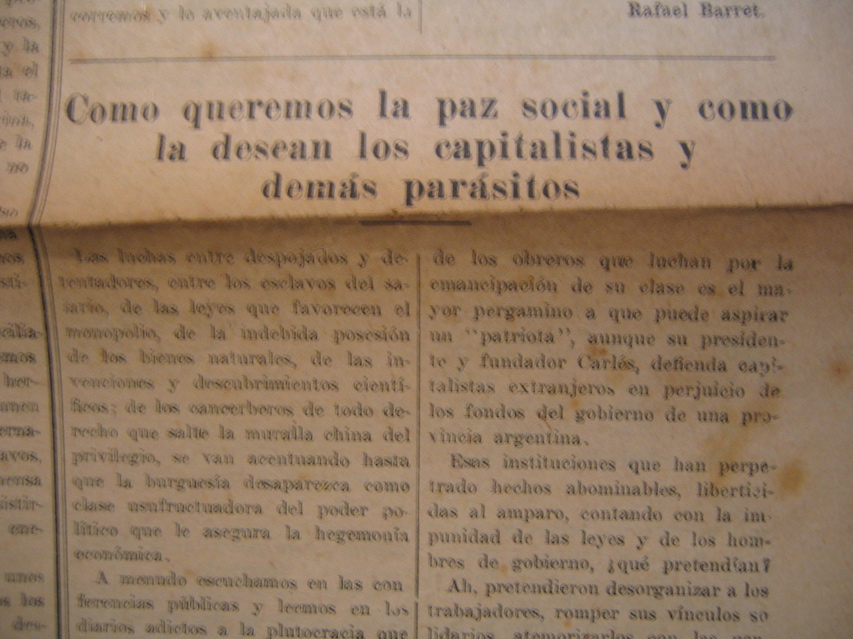 corremos y lo aventajada que está la
Rafael Barret.
Como queremos la paz social y como
la desean los capitalistas y
demás parásitos
Las luchas entre despojados y de-
tentadores, entre los esclavos del sa-
lario, de las leyes que favorecen el
monopolio, de la indebida posesión
de los bienes naturales, de las in-
venciones y descubrimientos cientí-
ficos; de los cancerberos de todo de-
recho que salte la muralla china del
privilegio, se van acentuando hasta
que la burguesía desaparezca como
clase usufructuadora del poder po-
lítico que le asegura la hegemonía
económica.
A menudo escuchamos en las con
ferencias públicas y leemos en los
diarios adictos a la plutocracia que
de los obreros que luchan por la
emancipación de su clase es el ma-
yor pergamino a que puede aspirar
un "patriota", aunque su presiden-
te y fundador Carlés, defienda capi-
talistas extranjeros en perjuicio de
los fondos del gobierno de una pro-
vincia argentina.
Esas instituciones que han perpe-
trado hechos abominables, libertici-
das al amparo, contando con la im
punidad de las leyes y de los hom-
bres de gobierno, ¿qué pretendían?
Ah, pretendieron desorganizar a los
trabajadores, romper sus vínculos so
lidarios, atemorizarlos con las